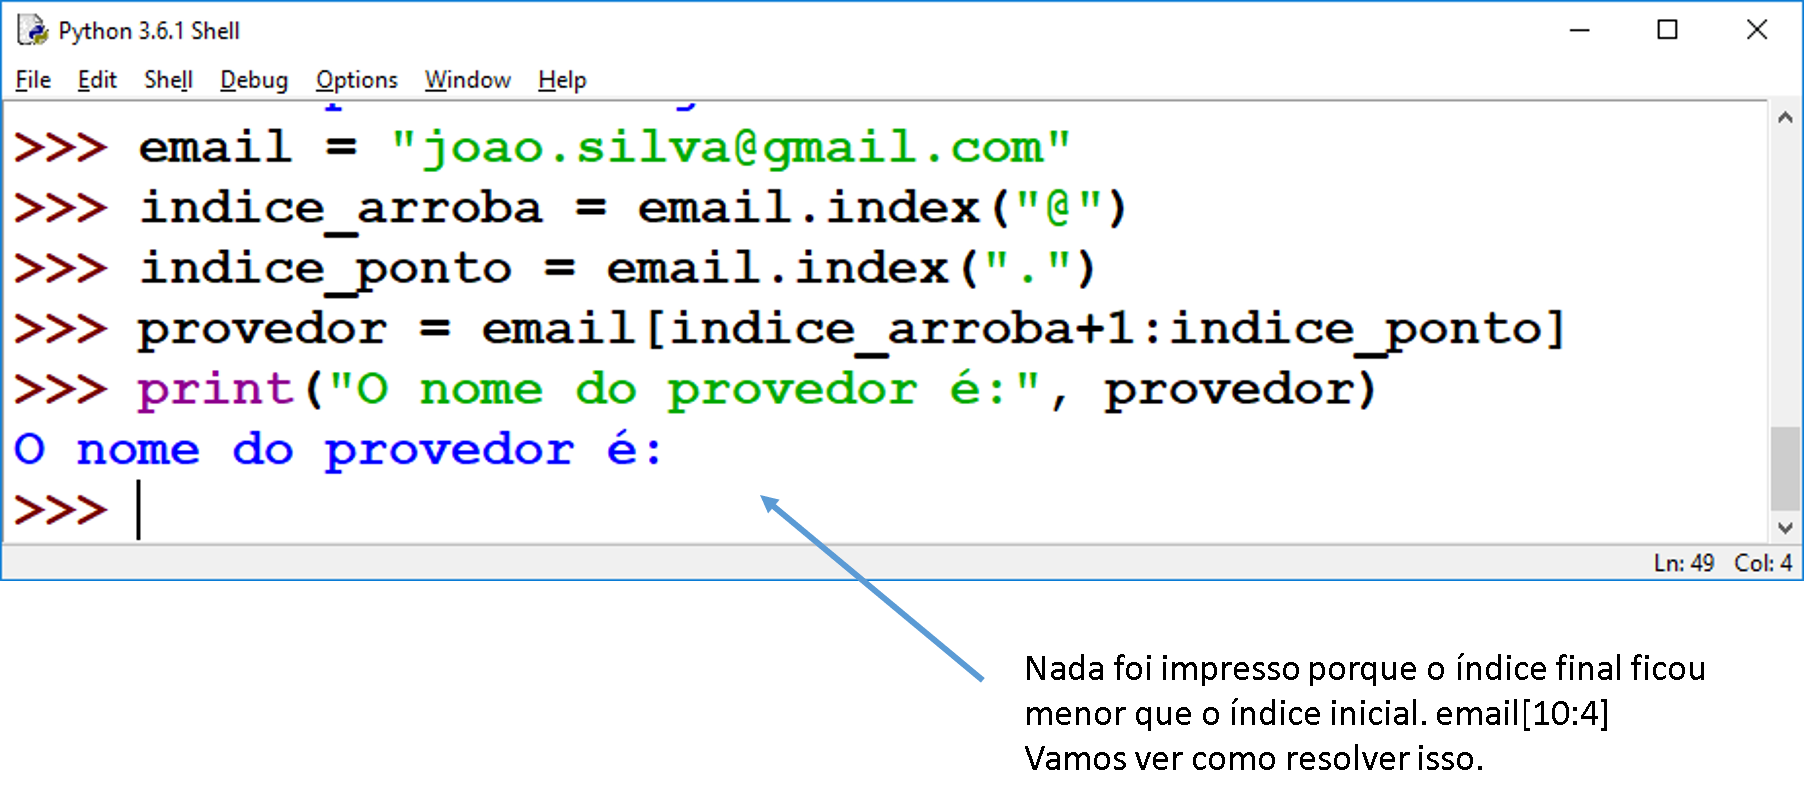 Python 3.6.1 Shell
File Edit Shell Debug Options Window Help
>>> email = "joao.silva@gmail.com"
>>> indice_arroba = email.index("@")
>>> indice_ponto = email.index(".")
>>> provedor = email[indice_arroba+1:indice_ponto]
>>> print("O nome do provedor é:", provedor)
O nome do provedor é:
>>>
Ln: 49 Col: 4
Nada foi impresso porque o índice final ficou
menor que o índice inicial. email[10:4]
Vamos ver como resolver isso.